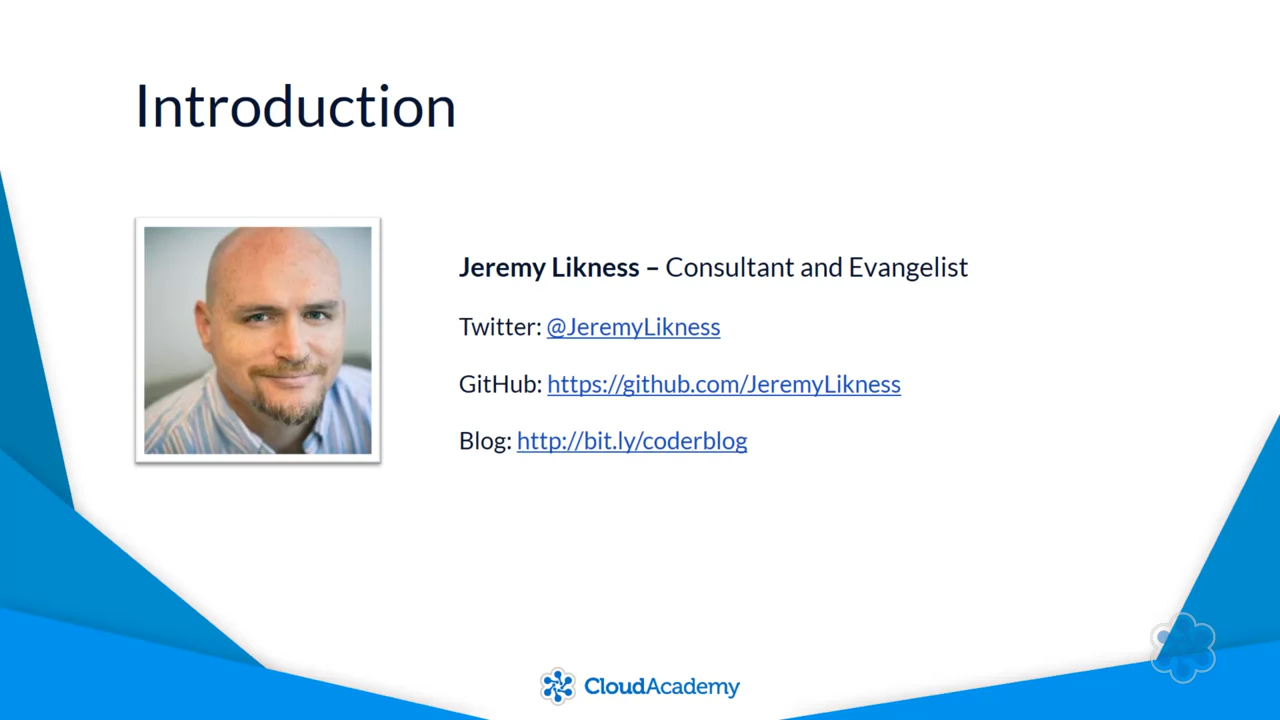 Introduction
Jeremy Likness – Consultant and Evangelist
Twitter: @JeremyLikness
GitHub: https://github.com/JeremyLikness
Blog: http://bit.ly/coderblog
CloudAcademy